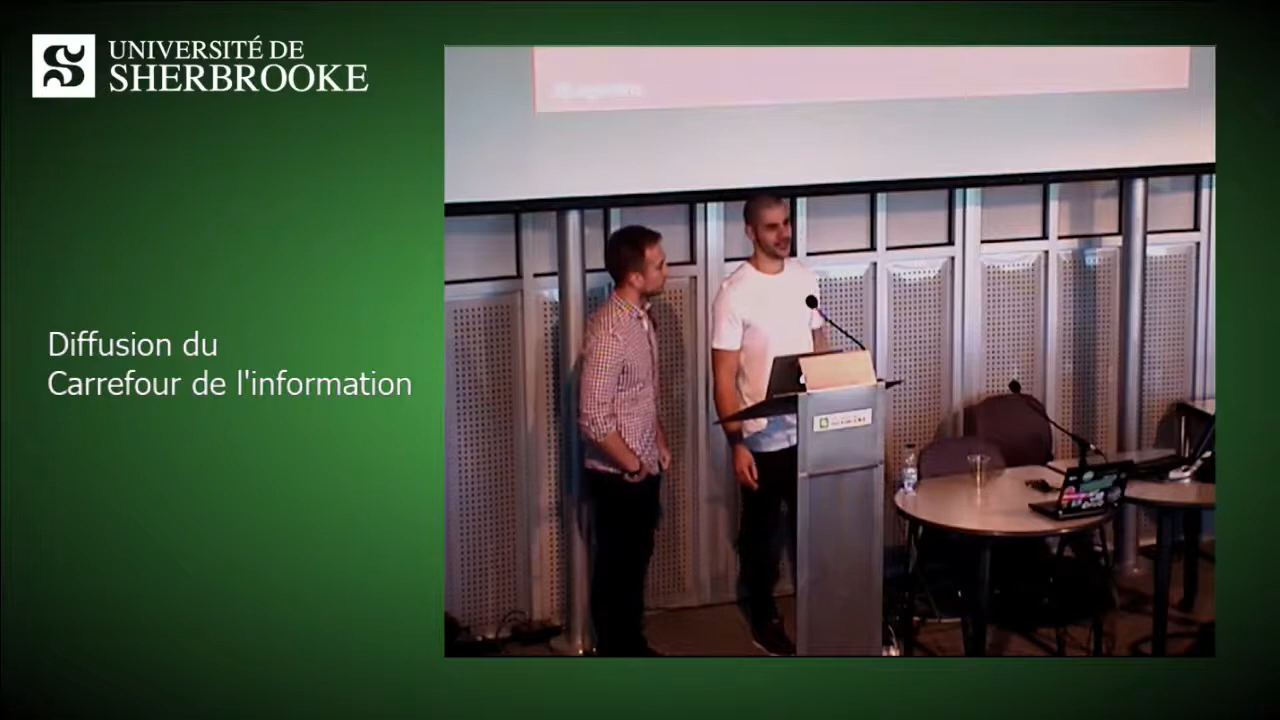 UNIVERSITÉ DE
SHERBROOKE
Diffusion du
Carrefour de l'information